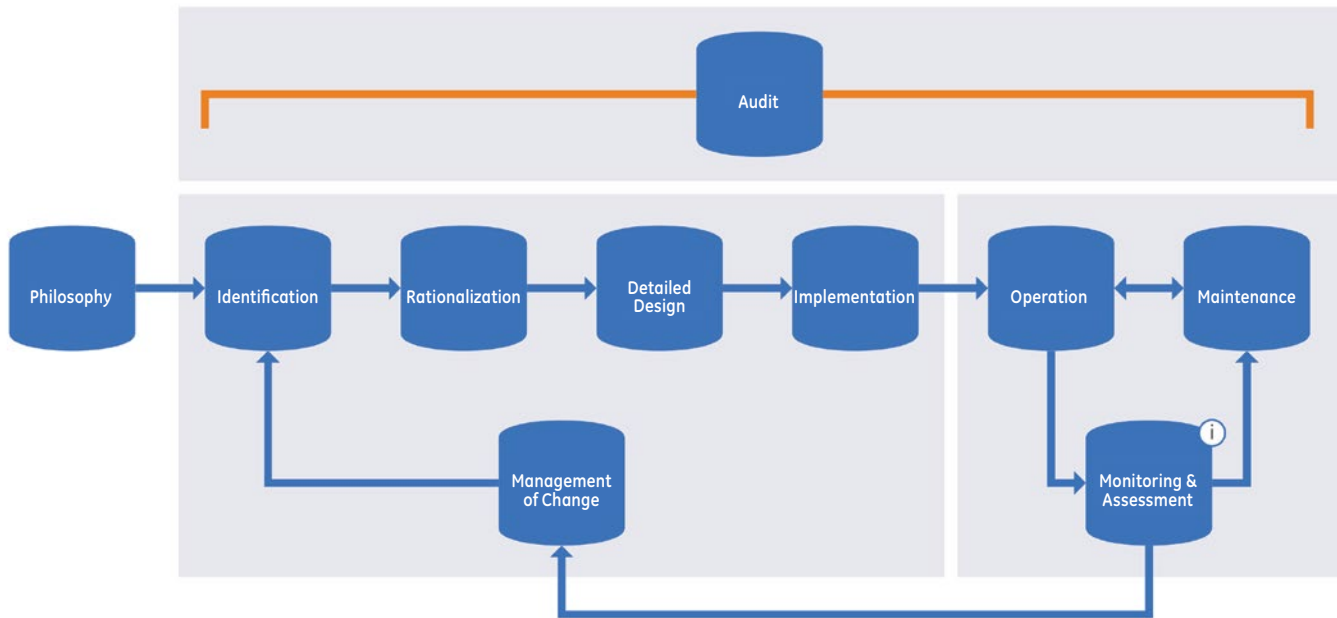 Audit
Philosophy
Identification
Rationalization
Detailed
Design
Implementation
Operation
Maintenance
Management
of Change
Monitoring &
Assessment
i